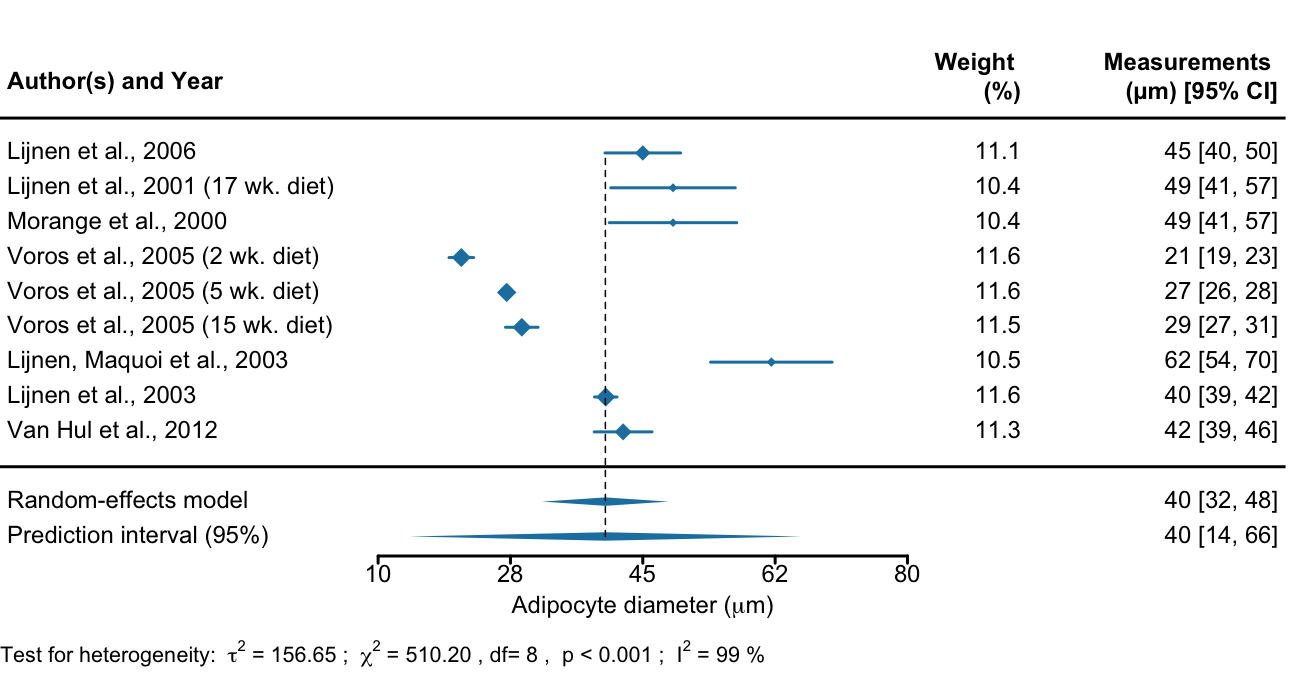 Author(s) and Year Weight (%) Measurements (µm) [95% CI]
Lijnen et al., 2006 11.1 45 [40, 50]
Lijnen et al., 2001 (17 wk. diet) 10.4 49 [41, 57]
Morange et al., 2000 10.4 49 [41, 57]
Voros et al., 2005 (2 wk. diet) 11.6 21 [19, 23]
Voros et al., 2005 (5 wk. diet) 11.6 27 [26, 28]
Voros et al., 2005 (15 wk. diet) 11.5 29 [27, 31]
Lijnen, Maquoi et al., 2003 10.5 62 [54, 70]
Lijnen et al., 2003 11.6 40 [39, 42]
Van Hul et al., 2012 11.3 42 [39, 46]
Random-effects model 40 [32, 48]
Prediction interval (95%) 40 [14, 66]
10 28 45 62 80
Adipocyte diameter (µm)
Test for heterogeneity: τ² = 156.65 ; χ² = 510.20 , df= 8 , p < 0.001 ; I² = 99 %